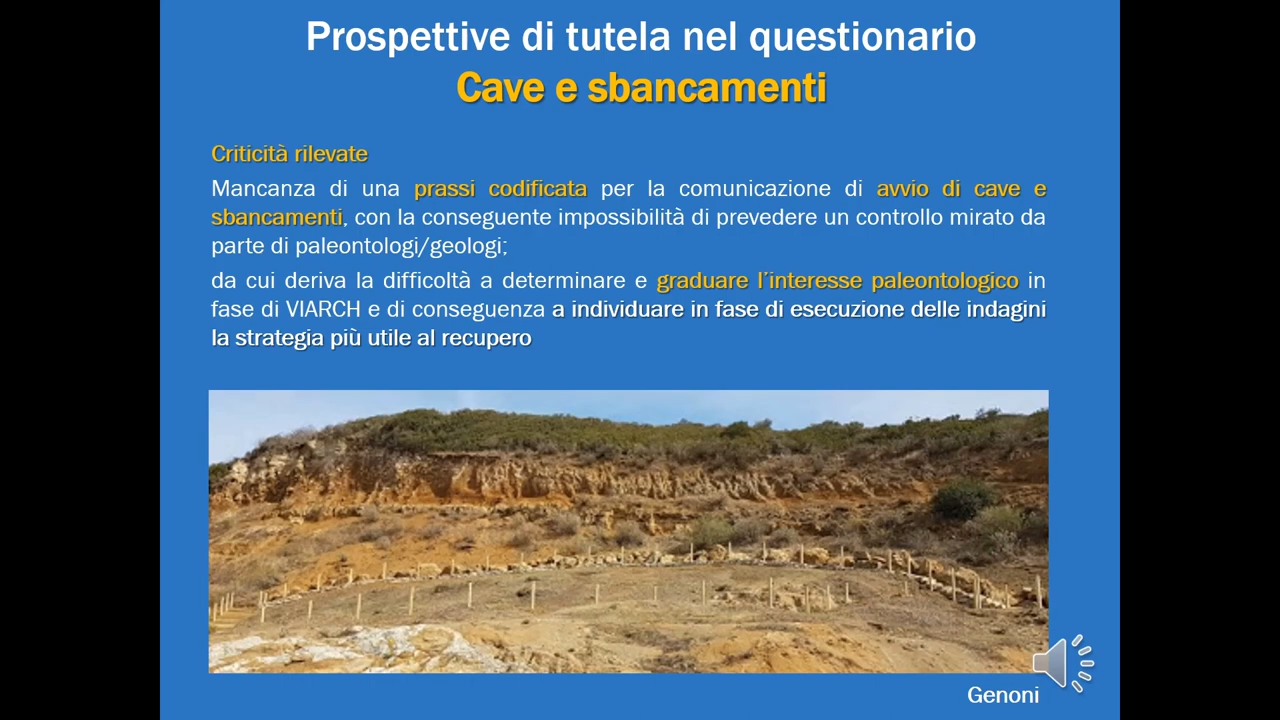 Prospettive di tutela nel questionario
Cave e sbancamenti
Criticità rilevate
Mancanza di una prassi codificata per la comunicazione di avvio di cave e
sbancamenti, con la conseguente impossibilità di prevedere un controllo mirato da
parte di paleontologi/geologi;
da cui deriva la difficoltà a determinare e graduare l'interesse paleontologico in
fase di VIARCH e di conseguenza a individuare in fase di esecuzione delle indagini
la strategia più utile al recupero
Genoni